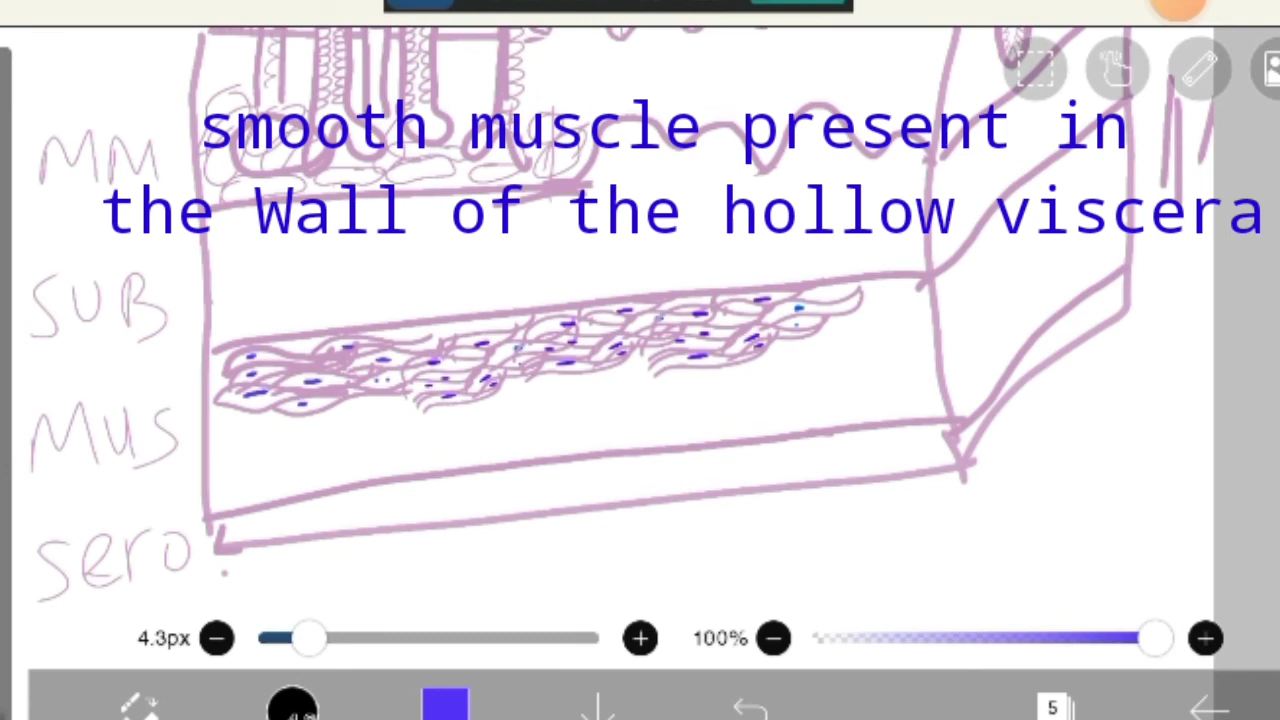 smooth muscle present in
MM
the Wall of the hollow viscera
SUB
Mus
Sero
4.3px
100%
5